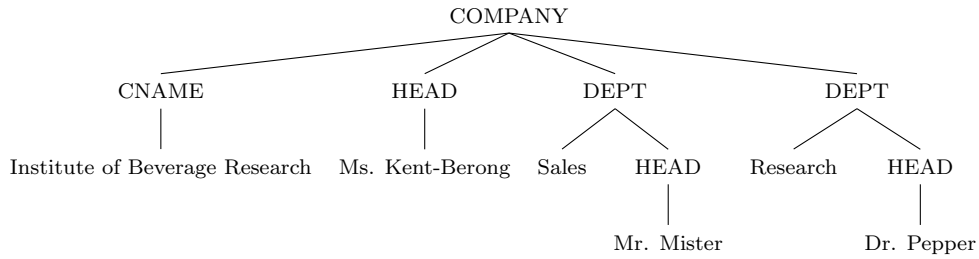 COMPANY
CNAME HEAD DEPT DEPT
Institute of Beverage Research Ms. Kent-Berong Sales HEAD Research HEAD
Mr. Mister Dr. Pepper